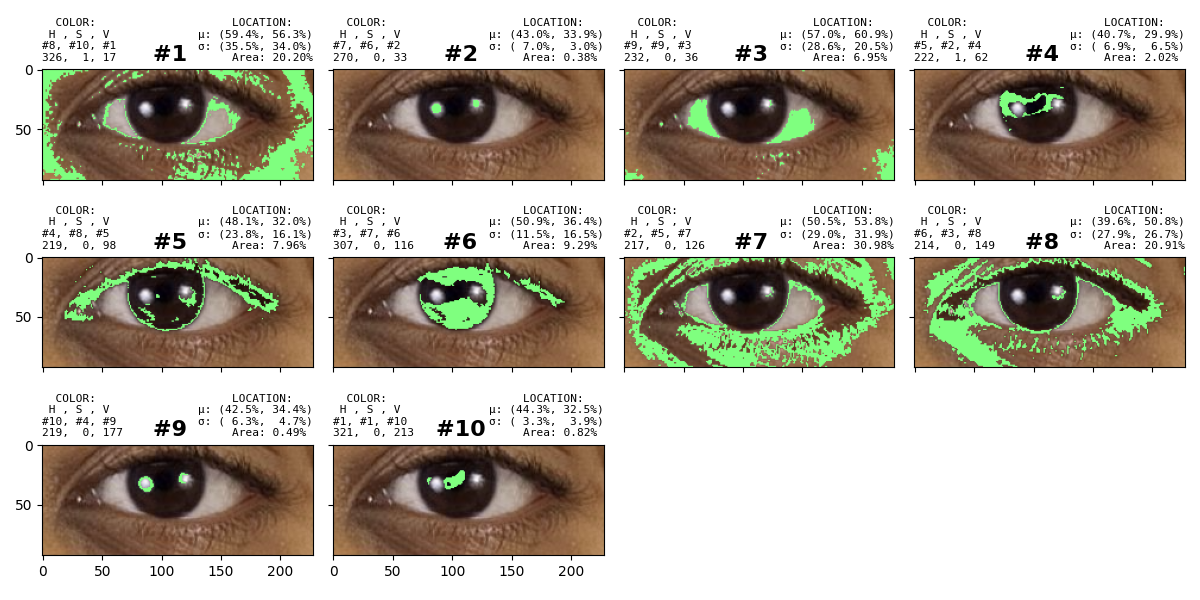 COLOR: LOCATION: COLOR: LOCATION: COLOR: LOCATION: COLOR: LOCATION:
H , S , V μ: (59.4%, 56.3%) H , S , V μ: (43.0%, 33.9%) H , S , V μ: (57.0%, 60.9%) H , S , V μ: (40.7%, 29.9%)
#8, #10, #1 σ: (35.5%, 34.0%) #7, #6, #2 σ: ( 7.0%, 3.0%) #9, #9, #3 σ: (28.6%, 20.5%) #5, #2, #4 σ: ( 6.9%, 6.5%)
326, 1, 17 #1 Area: 20.20% 270, 0, 33 #2 Area: 0.38% 232, 0, 36 #3 Area: 6.95% 222, 1, 62 #4 Area: 2.02%
0
50
COLOR: LOCATION: COLOR: LOCATION: COLOR: LOCATION: COLOR: LOCATION:
H , S , V μ: (48.1%, 32.0%) H , S , V μ: (50.9%, 36.4%) H , S , V μ: (50.5%, 53.8%) H , S , V μ: (39.6%, 50.8%)
#4, #8, #5 σ: (23.8%, 16.1%) #3, #7, #6 σ: (11.5%, 16.5%) #2, #5, #7 σ: (29.0%, 31.9%) #6, #3, #8 σ: (27.9%, 26.7%)
219, 0, 98 #5 Area: 7.96% 307, 0, 116 #6 Area: 9.29% 217, 0, 126 #7 Area: 30.98% 214, 0, 149 #8 Area: 20.91%
0
50
COLOR: LOCATION: COLOR: LOCATION:
H , S , V μ: (42.5%, 34.4%) H , S , V μ: (44.3%, 32.5%)
#10, #4, #9 σ: ( 6.3%, 4.7%) #1, #1, #10 σ: ( 3.3%, 3.9%)
219, 0, 177 #9 Area: 0.49% 321, 0, 213 #10 Area: 0.82%
0
50
0 50 100 150 200 0 50 100 150 200